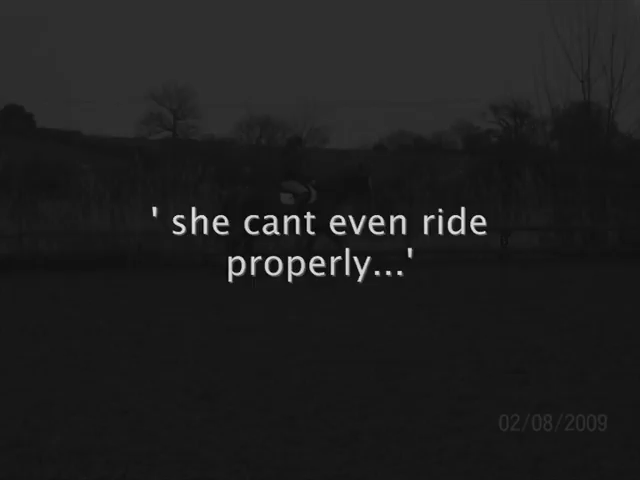 ' she cant even ride
properly...'
02/08/2009